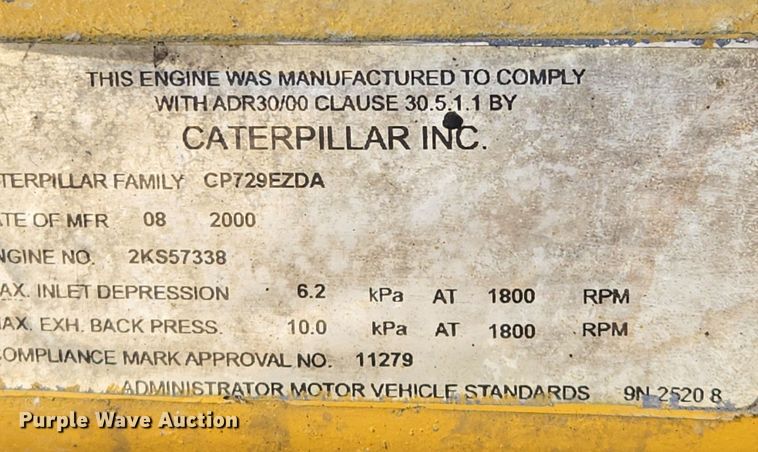 THIS ENGINE WAS MANUFACTURED TO COMPLY
WITH ADR30/00 CLAUSE 30.5.1.1 BY
CATERPILLAR INC.
TERPILLAR FAMILY CP729EZDA
TE OF MFR 08 2000
NGINE NO. 2KS57338
AX. INLET DEPRESSION 6.2 kPa AT 1800 RPM
AX. EXH. BACK PRESS. 10.0 kPa AT 1800 RPM
COMPLIANCE MARK APPROVAL NO. 11279
ADMINISTRATOR MOTOR VEHICLE STANDARDS 9N 2520 8
Purple Wave Auction